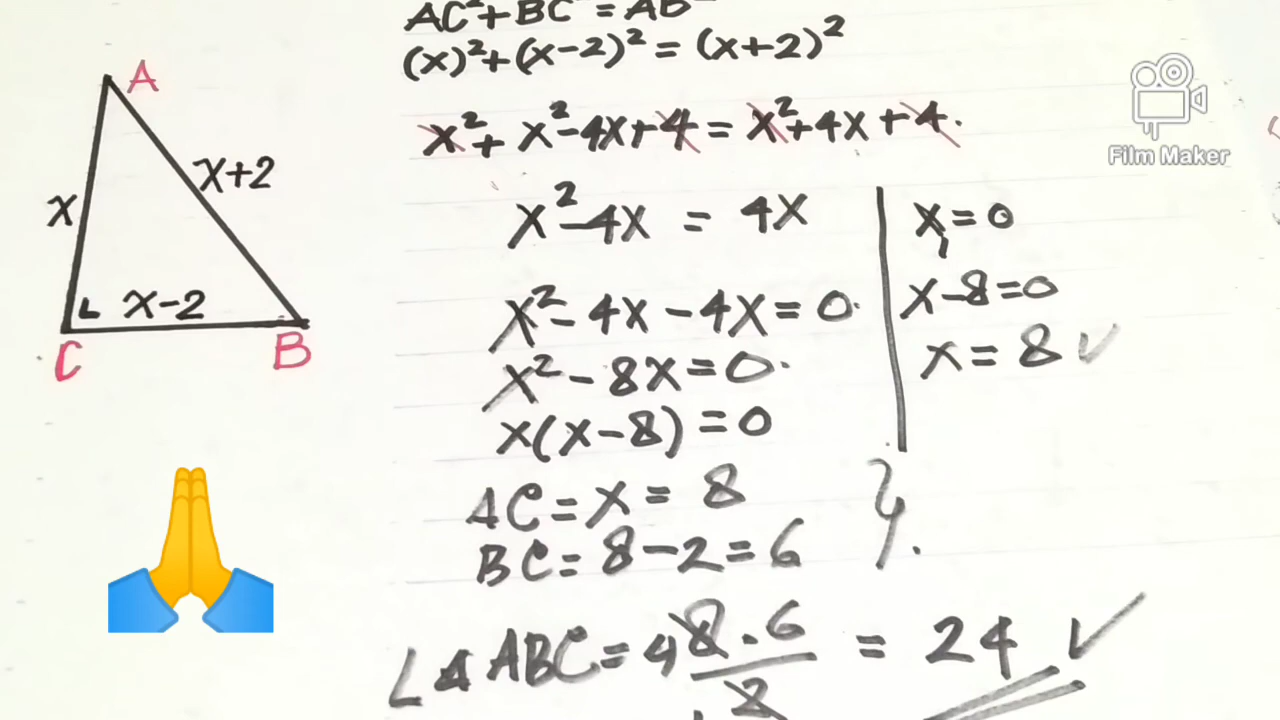 AC²+BC²=AB²
(x)²+(x-2)²=(x+2)²
x²+x²-4x+4=x²+4x+4.
x²-4x=4x
x²-4x-4x=0.
x²-8x=0.
x(x-8)=0
x₁=0
x-8=0
x=8✓
AC=x=8
BC=8-2=6
L∆ABC=4 8.6/2=24 ✓
A
x+2
x
x-2
C
B
Film Maker